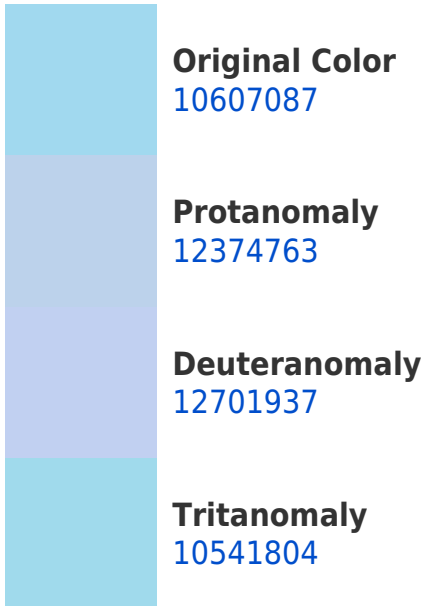 Original Color
10607087
Protanomaly
12374763
Deuteranomaly
12701937
Tritanomaly
10541804